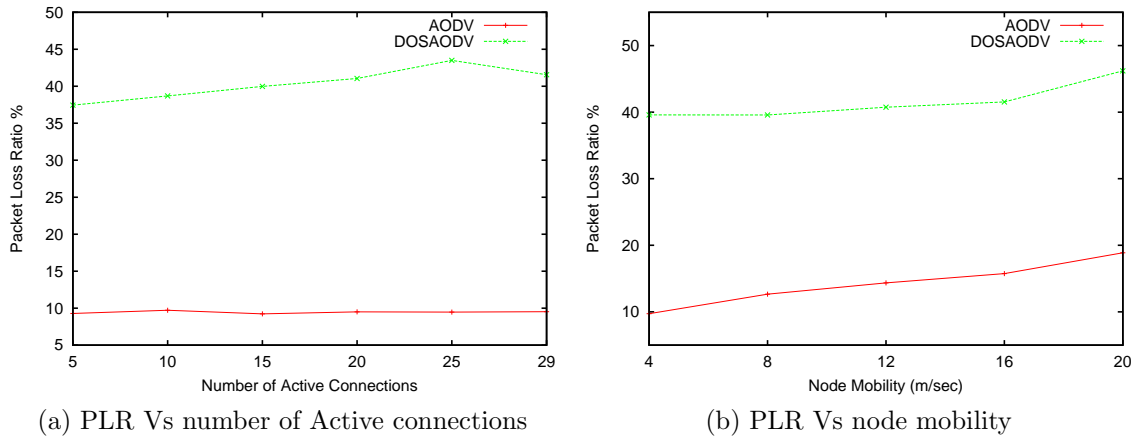 50
45
40
35
30
25
20
15
10
5
Packet Loss Ratio %
AODV
DOSAODV
5 10 15 20 25 29
Number of Active Connections
(a) PLR Vs number of Active connections
50
40
30
20
10
Packet Loss Ratio %
AODV
DOSAODV
4 8 12 16 20
Node Mobility (m/sec)
(b) PLR Vs node mobility